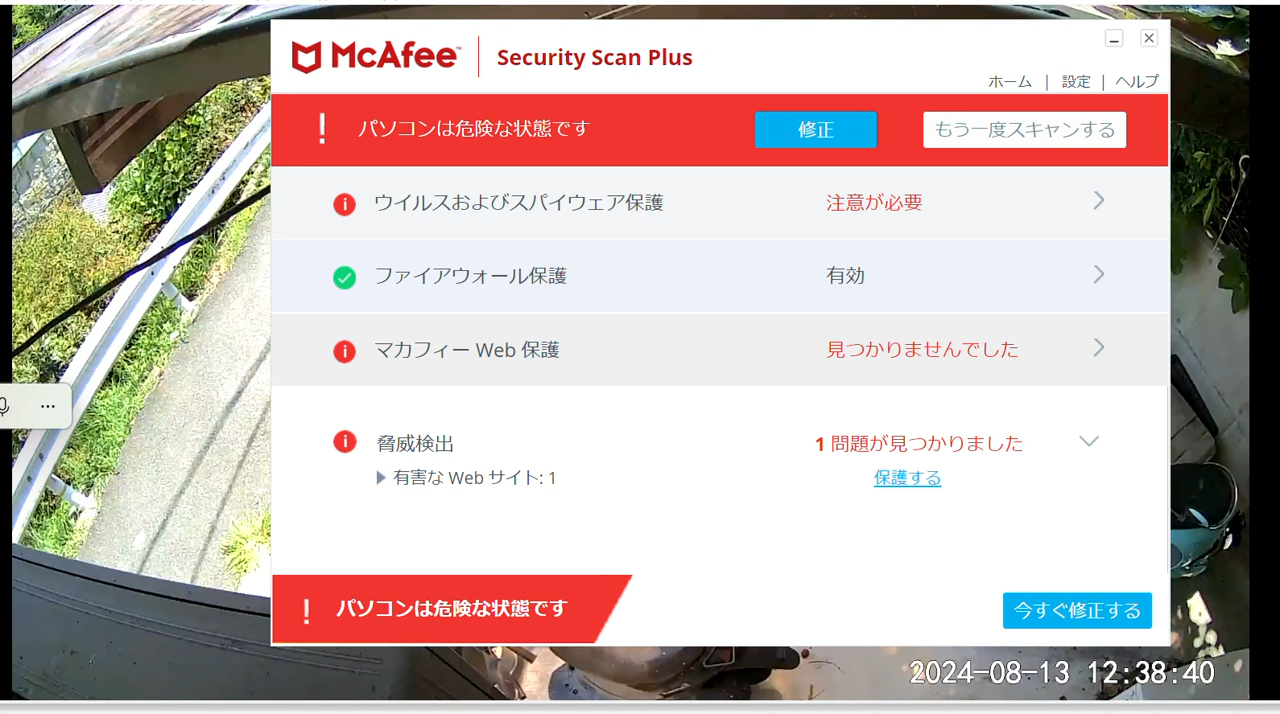 McAfee™ | Security Scan Plus
ホーム | 設定 | ヘルプ
! パソコンは危険な状態です 修正 もう一度スキャンする
ウイルスおよびスパイウェア保護 注意が必要
ファイアウォール保護 有効
マカフィー Web 保護 見つかりませんでした
脅威検出 1 問題が見つかりました
有害な Web サイト: 1 保護する
! パソコンは危険な状態です 今すぐ修正する
2024-08-13 12:38:40